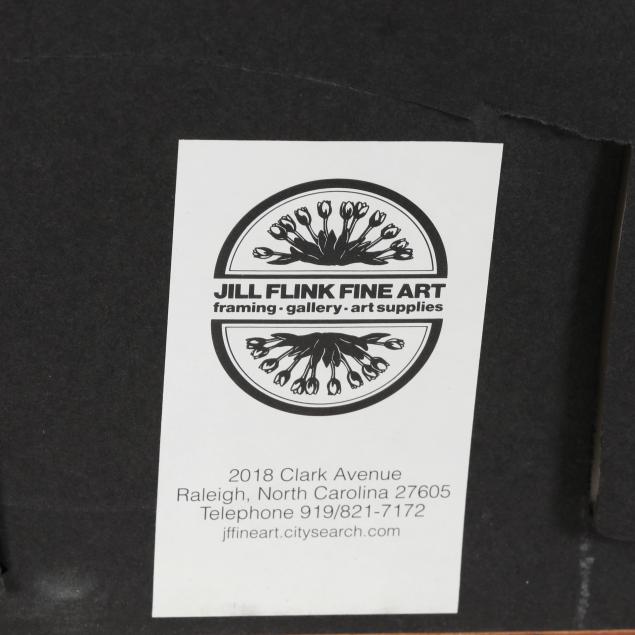 JILL FLINK FINE ART
framing · gallery · art supplies
2018 Clark Avenue
Raleigh, North Carolina 27605
Telephone 919/821-7172
jffineart.citysearch.com